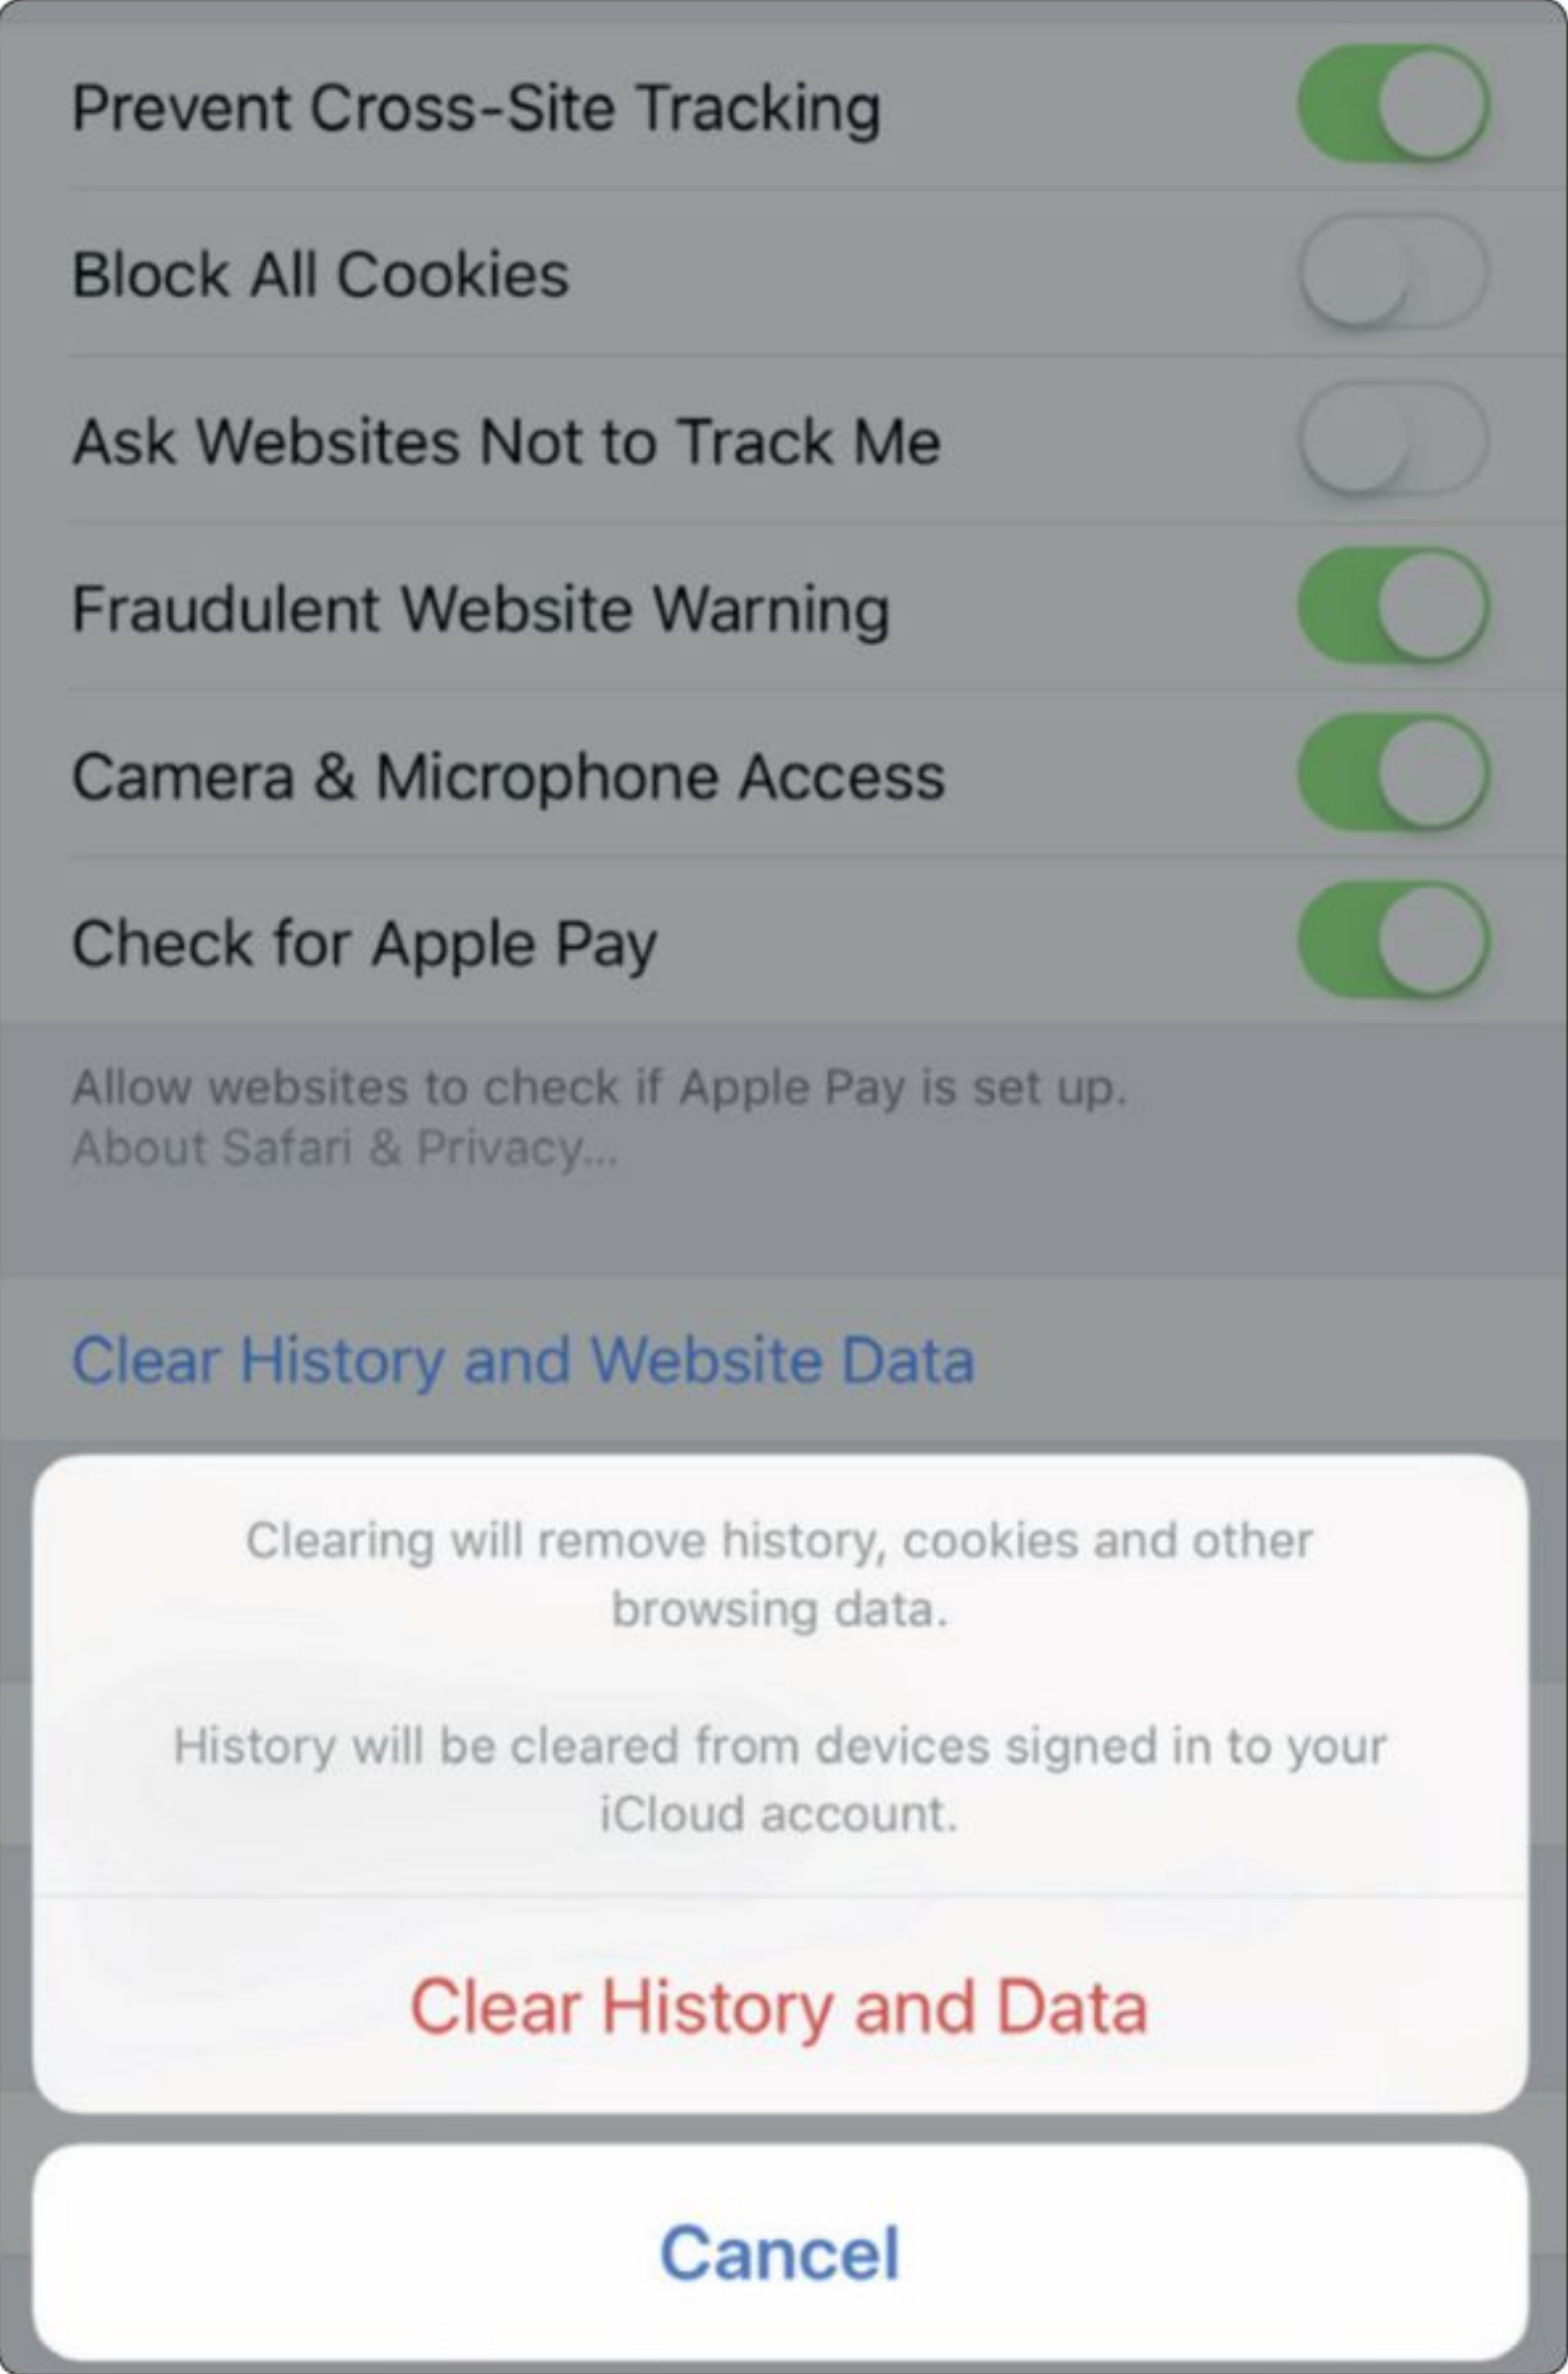 Prevent Cross-Site Tracking
Block All Cookies
Ask Websites Not to Track Me
Fraudulent Website Warning
Camera & Microphone Access
Check for Apple Pay
Allow websites to check if Apple Pay is set up.
About Safari & Privacy...
Clear History and Website Data
Clearing will remove history, cookies and other
browsing data.
History will be cleared from devices signed in to your
iCloud account.
Clear History and Data
Cancel